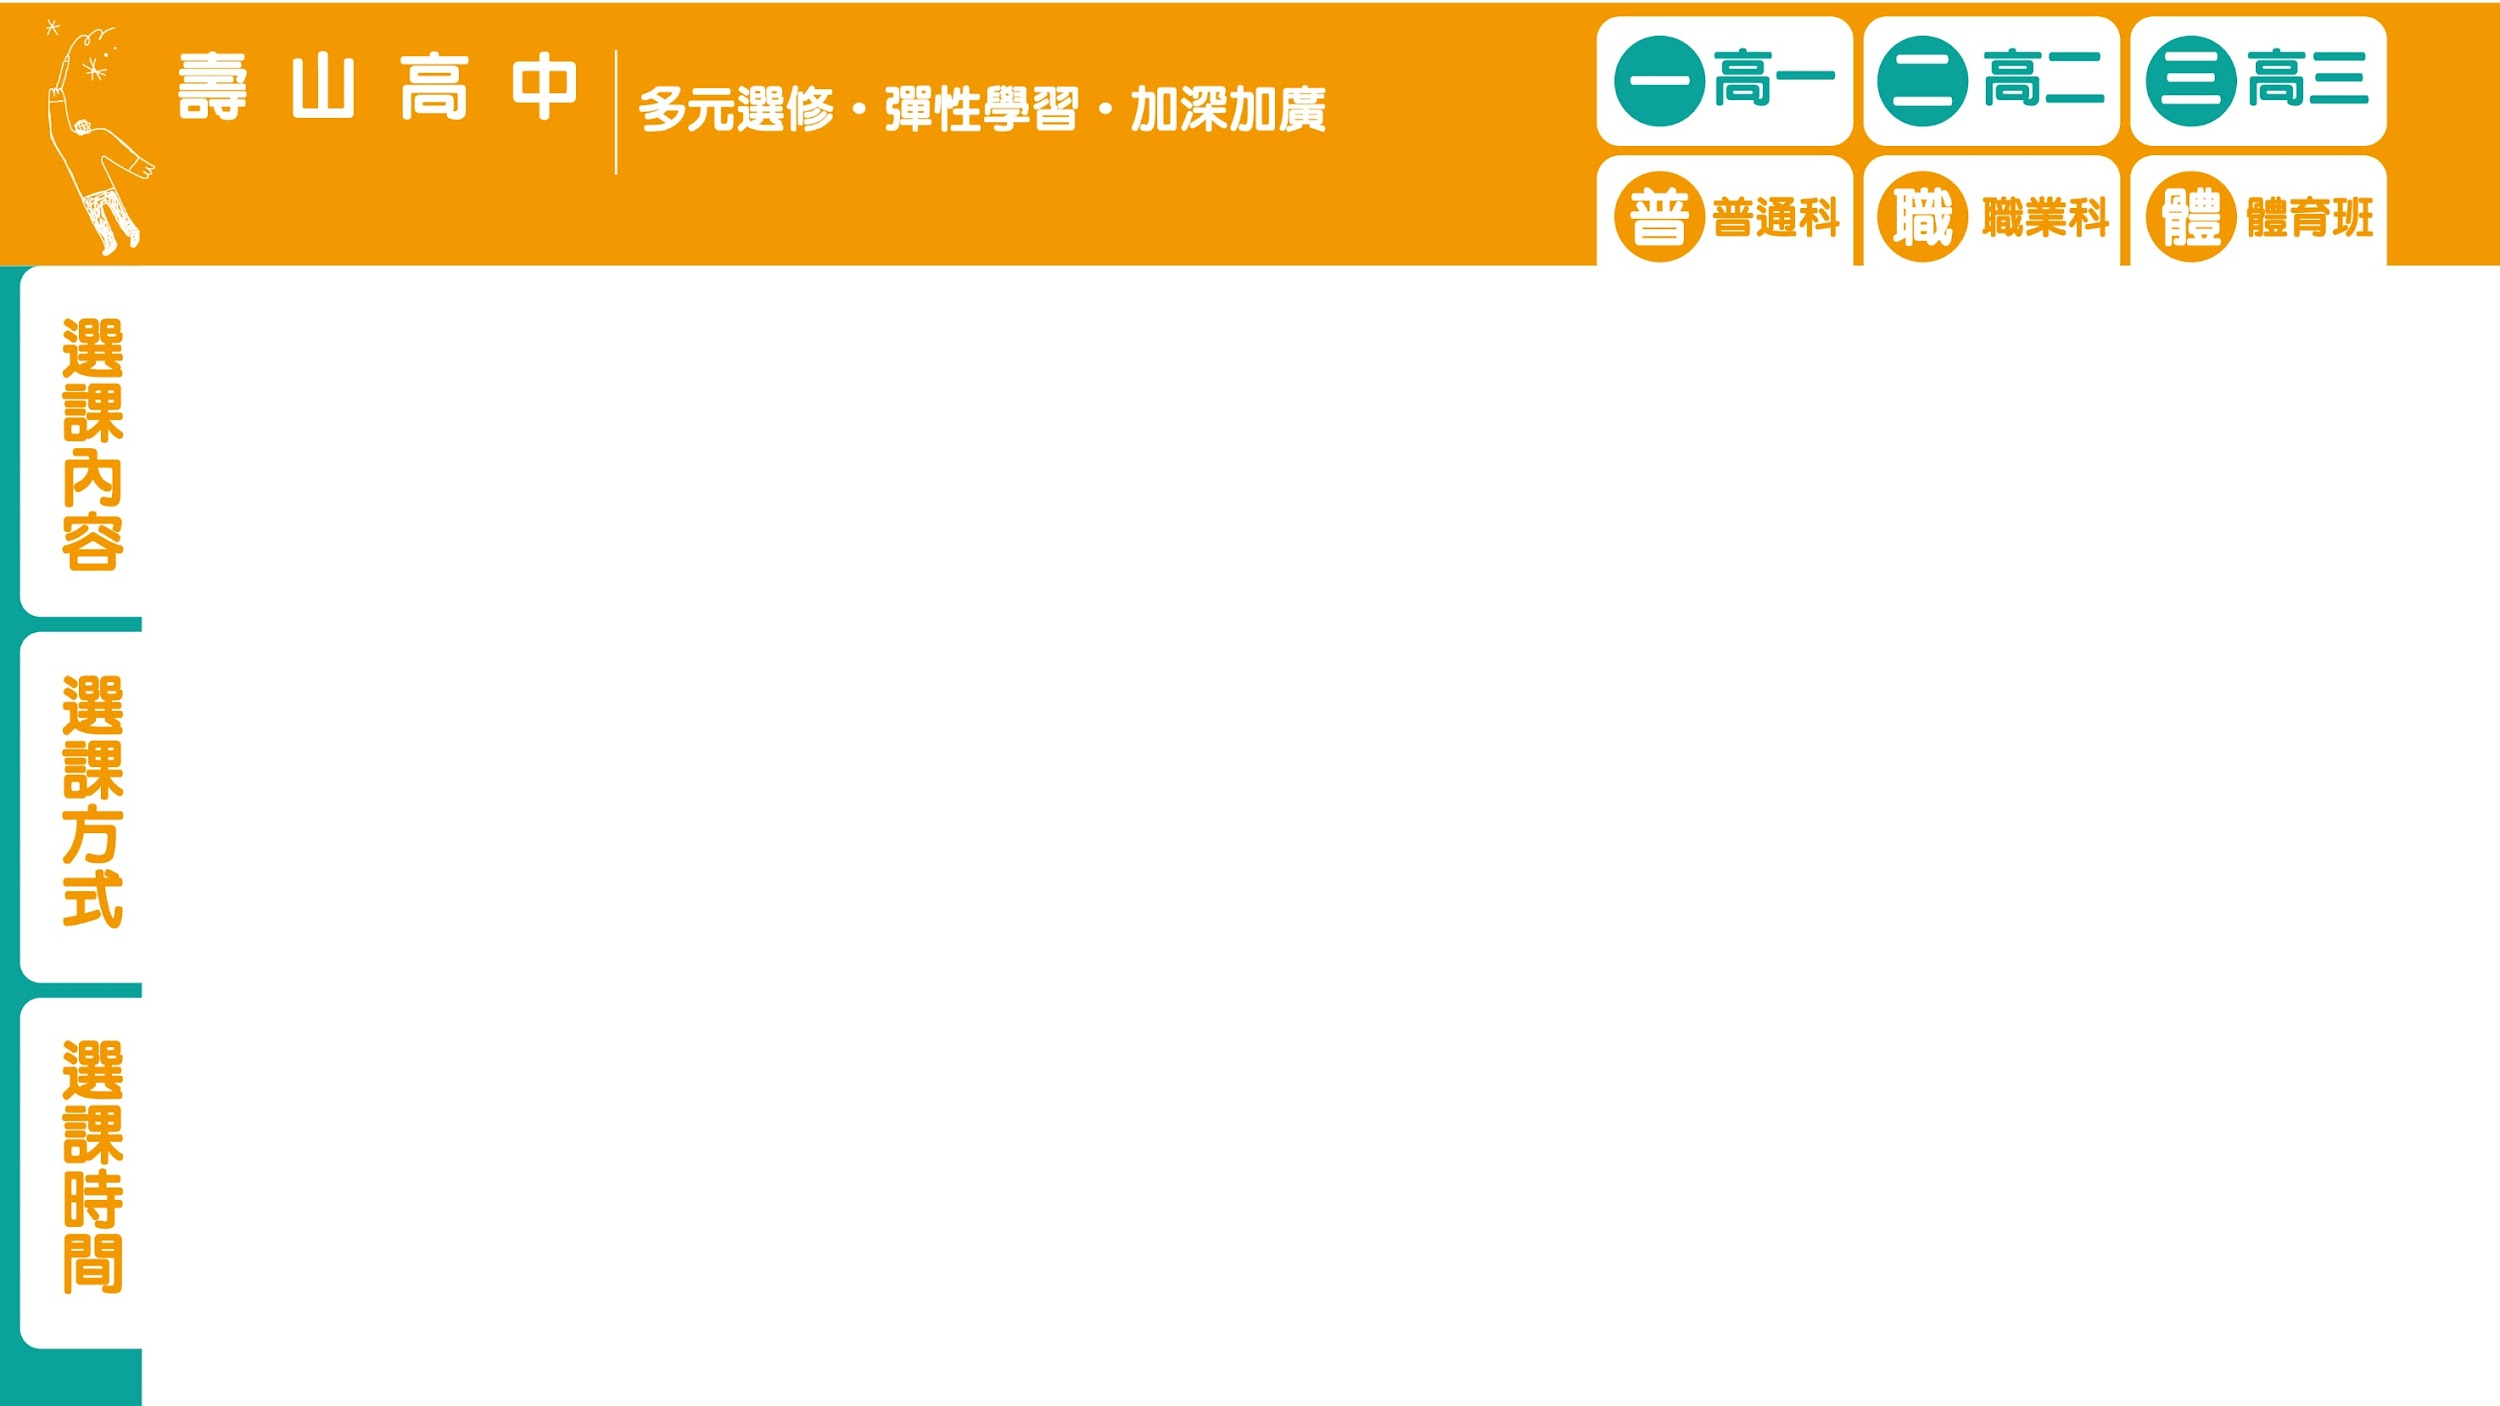 壽山高中
多元選修·彈性學習·加深加廣
一 高一
二 高二
三 高三
普 普通科
職 職業科
體 體育班
選課內容
選課方式
選課時間